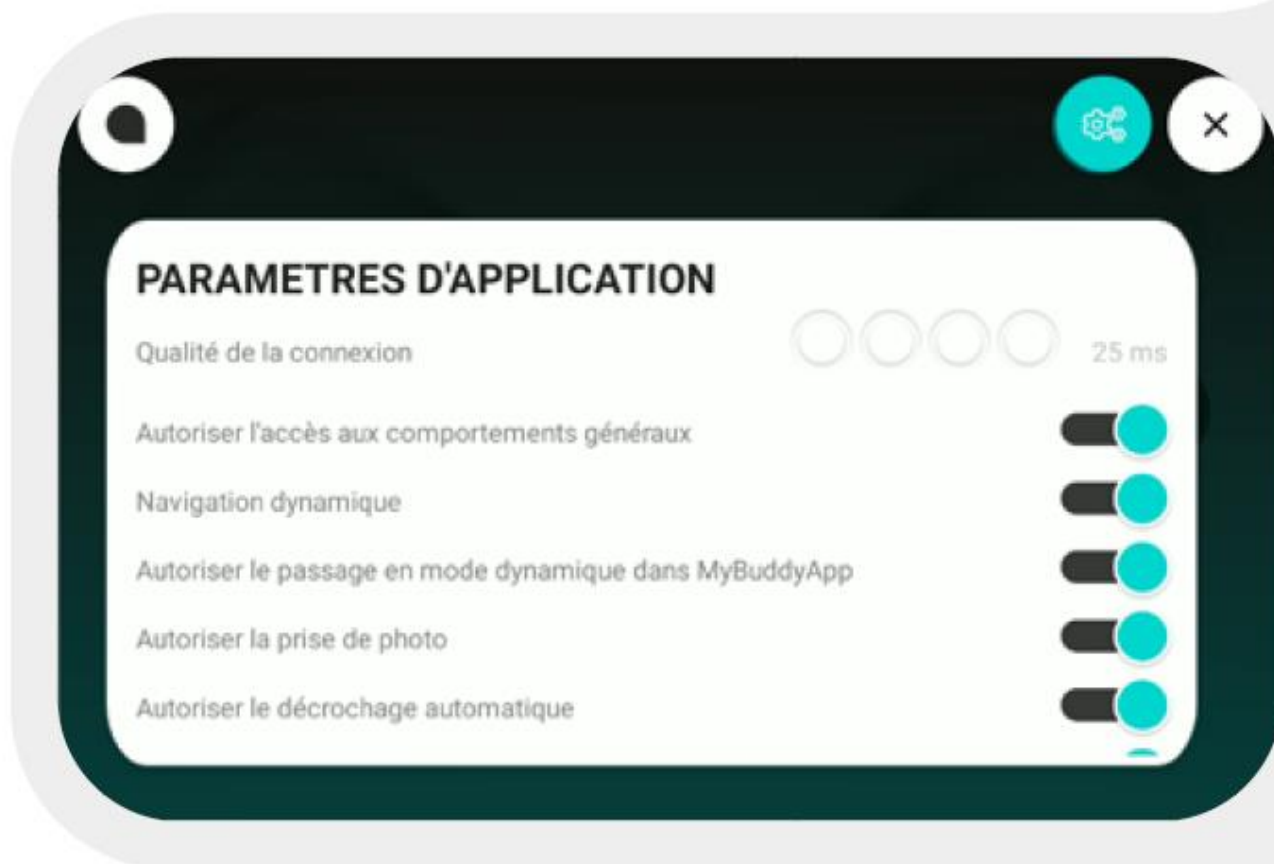 PARAMETRES D'APPLICATION
Qualité de la connexion 25 ms
Autoriser l'accès aux comportements généraux
Navigation dynamique
Autoriser le passage en mode dynamique dans MyBuddyApp
Autoriser la prise de photo
Autoriser le décrochage automatique